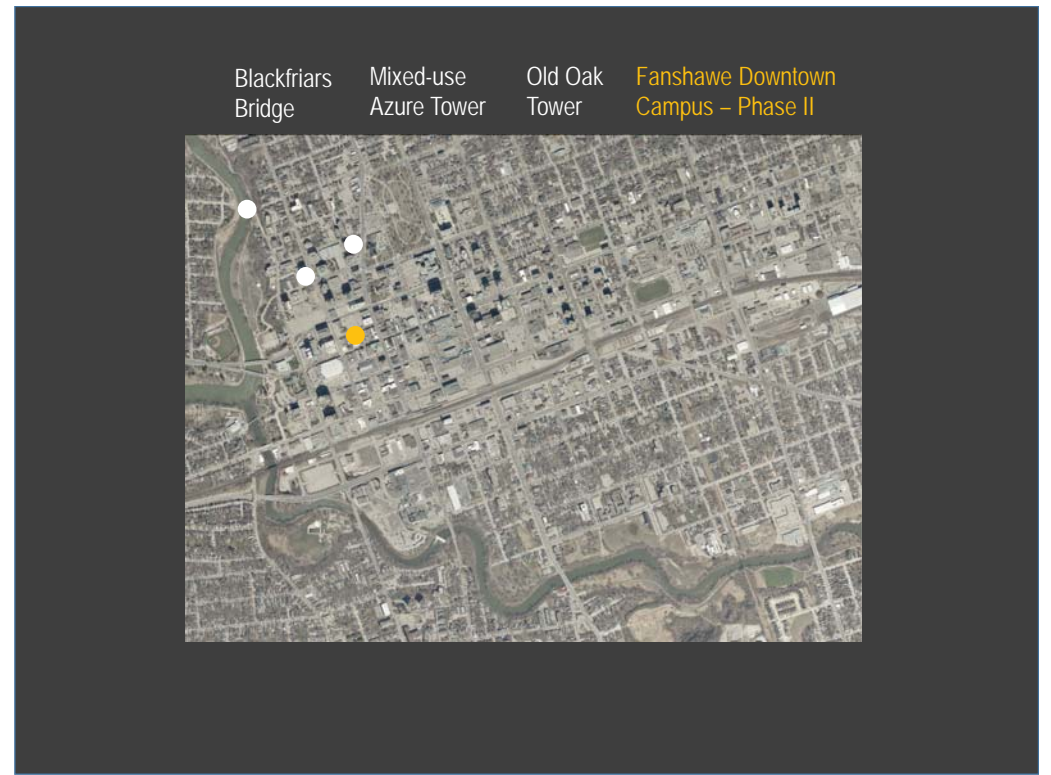 Blackfriars
Bridge
Mixed-use
Azure Tower
Old Oak
Tower
Fanshawe Downtown
Campus – Phase II